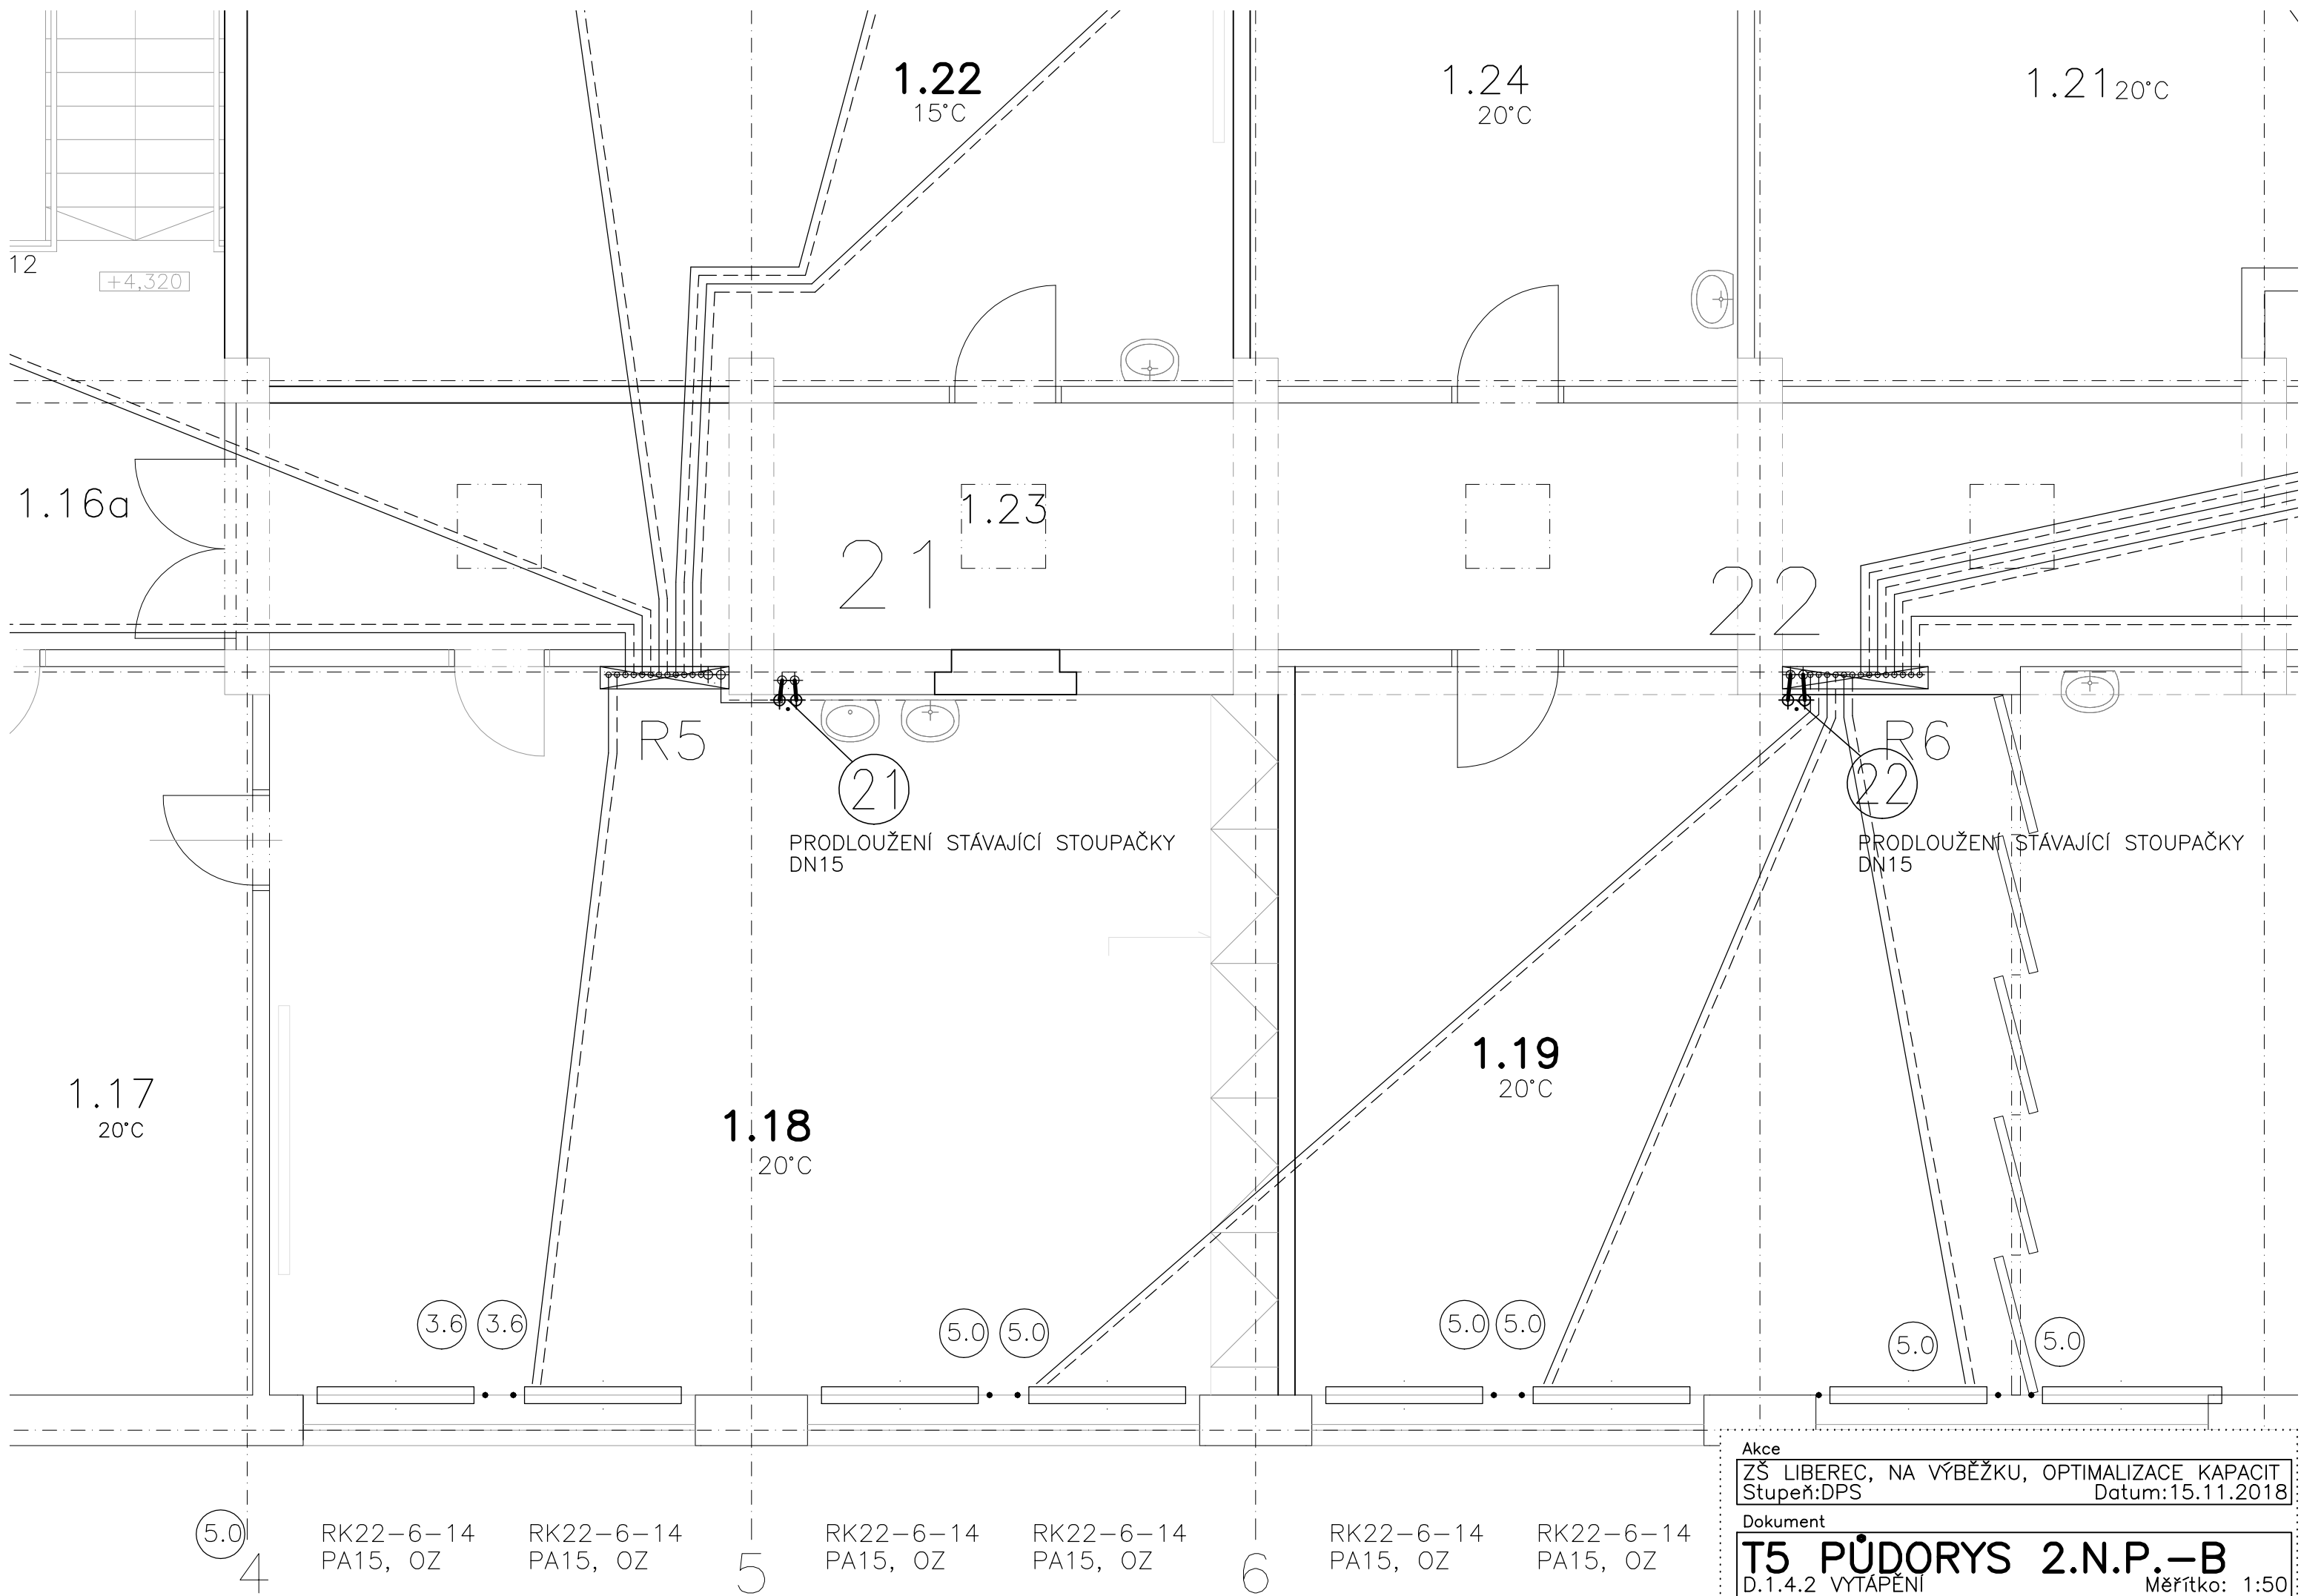 1.22
15°C
1.24
20°C
1.21 20°C
12
+4,320
1.16a
1.23
21
22
R5
R6
21
22
PRODLOUŽENÍ STÁVAJÍCÍ STOUPAČKY
DN15
PRODLOUŽENÍ STÁVAJÍCÍ STOUPAČKY
DN15
1.17
20°C
1.18
20°C
1.19
20°C
3.6
3.6
5.0
5.0
5.0
5.0
5.0
5.0
5.0
4
RK22-6-14
PA15, OZ
RK22-6-14
PA15, OZ
5
RK22-6-14
PA15, OZ
RK22-6-14
PA15, OZ
6
RK22-6-14
PA15, OZ
RK22-6-14
PA15, OZ
Akce
ZŠ LIBEREC, NA VÝBĚŽKU, OPTIMALIZACE KAPACIT
Stupeň:DPS Datum:15.11.2018
Dokument
T5 PŮDORYS 2.N.P.-B
D.1.4.2 VYTÁPĚNÍ Měřítko: 1:50